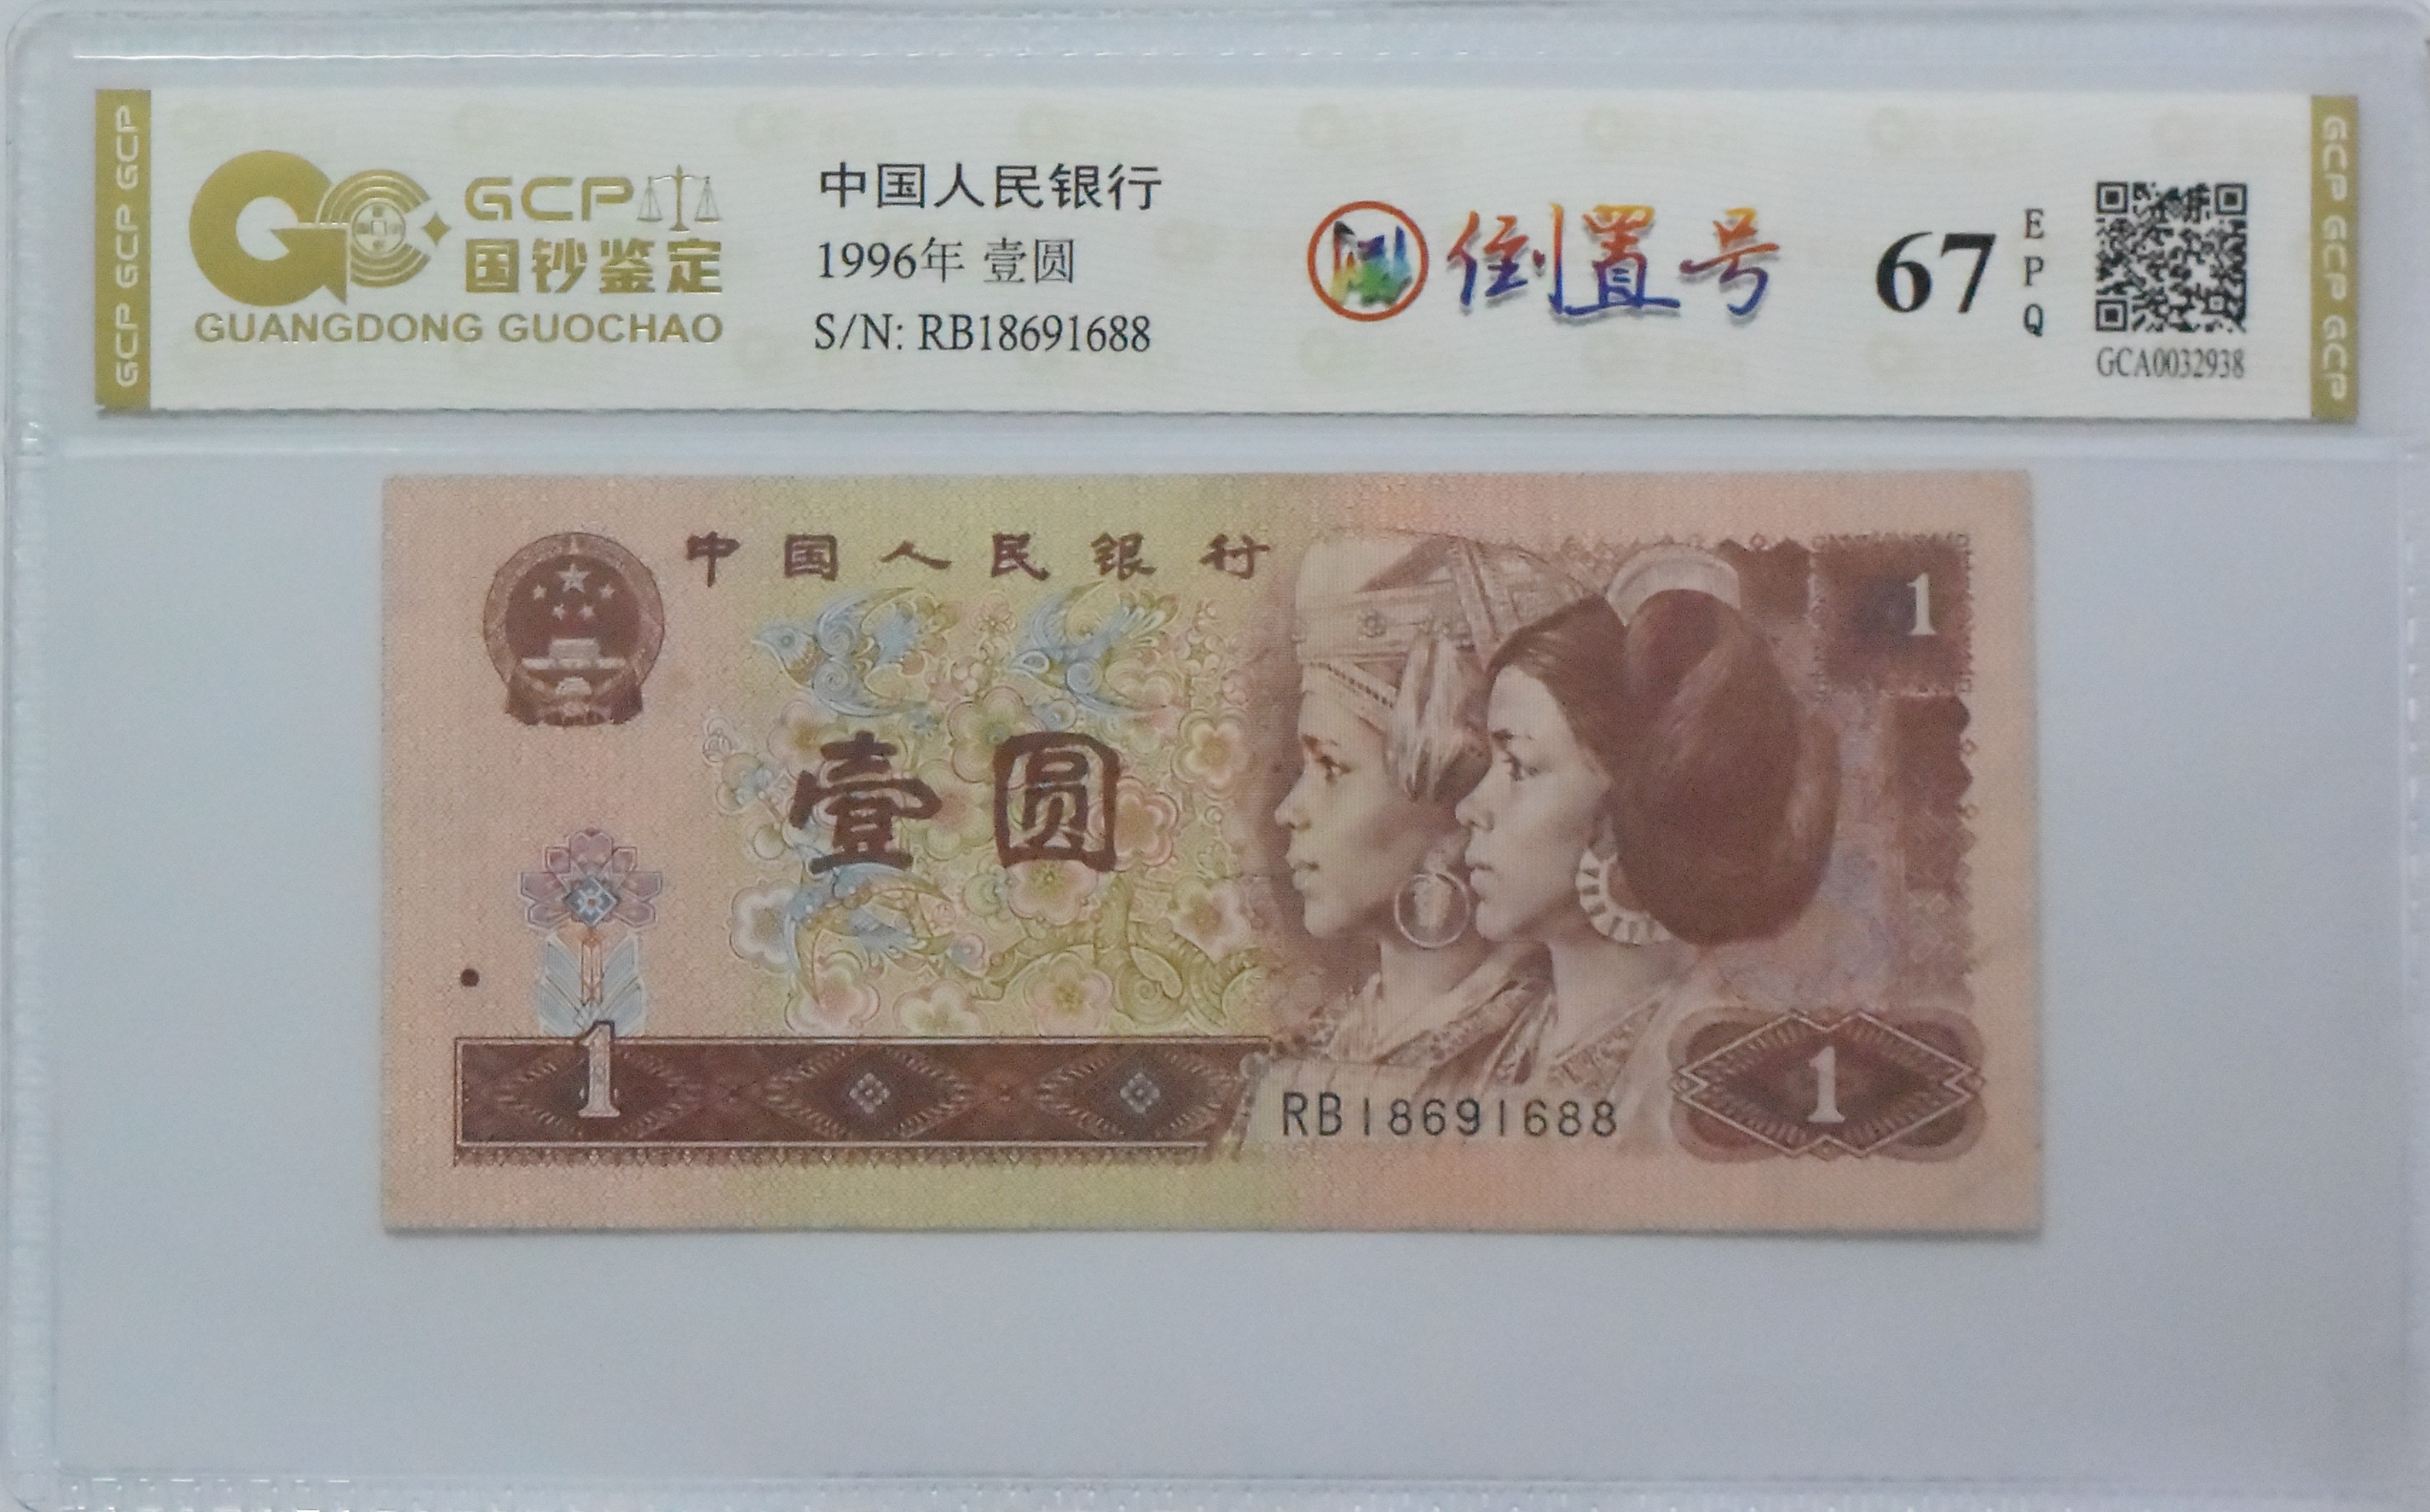 GCP GCP GCP
GCP
国钞鉴定
GUANGDONG GUOCHAO
中国人民银行
1996年 壹圆
S/N: RB18691688
倒置号
67
EPQ
GCA0032938
GCP GCP GCP
中国人民银行
1
壹圆
1
RB18691688
1